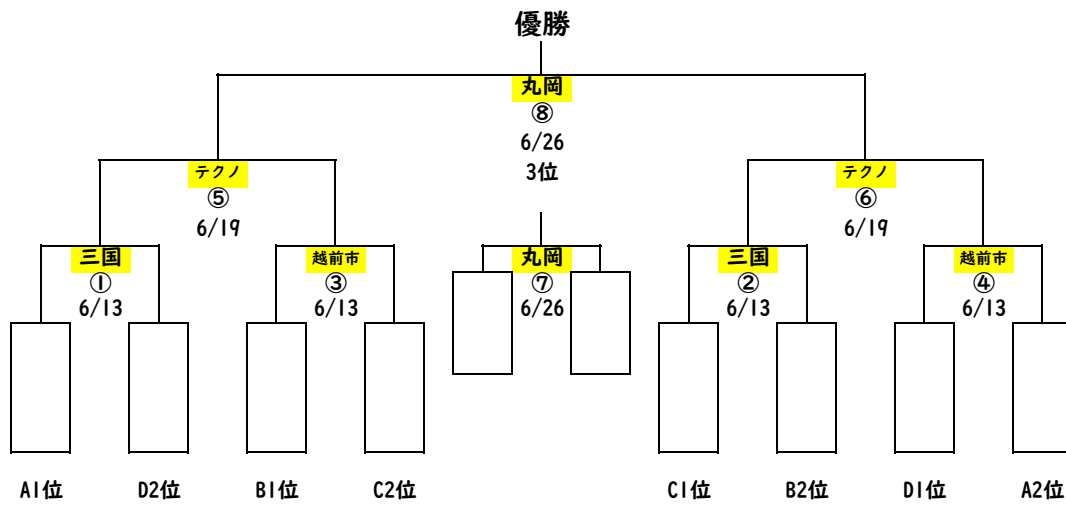 優勝
丸岡
⑧
6/26
3位
テクノ
⑤
6/19
テクノ
⑥
6/19
三国
①
6/13
越前市
③
6/13
丸岡
⑦
6/26
三国
②
6/13
越前市
④
6/13
A1位 D2位 B1位 C2位 C1位 B2位 D1位 A2位